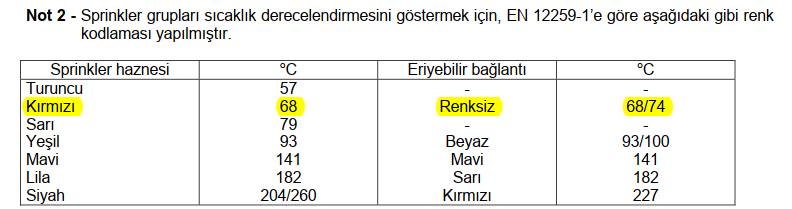 Not 2 - Sprinkler grupları sıcaklık derecelendirmesini göstermek için, EN 12259-1’e göre aşağıdaki gibi renk
kodlaması yapılmıştır.
Sprinkler haznesi °C Eriyebilir bağlantı °C
Turuncu 57 - -
Kırmızı 68 Renksiz 68/74
Sarı 79 - -
Yeşil 93 Beyaz 93/100
Mavi 141 Mavi 141
Lila 182 Sarı 182
Siyah 204/260 Kırmızı 227